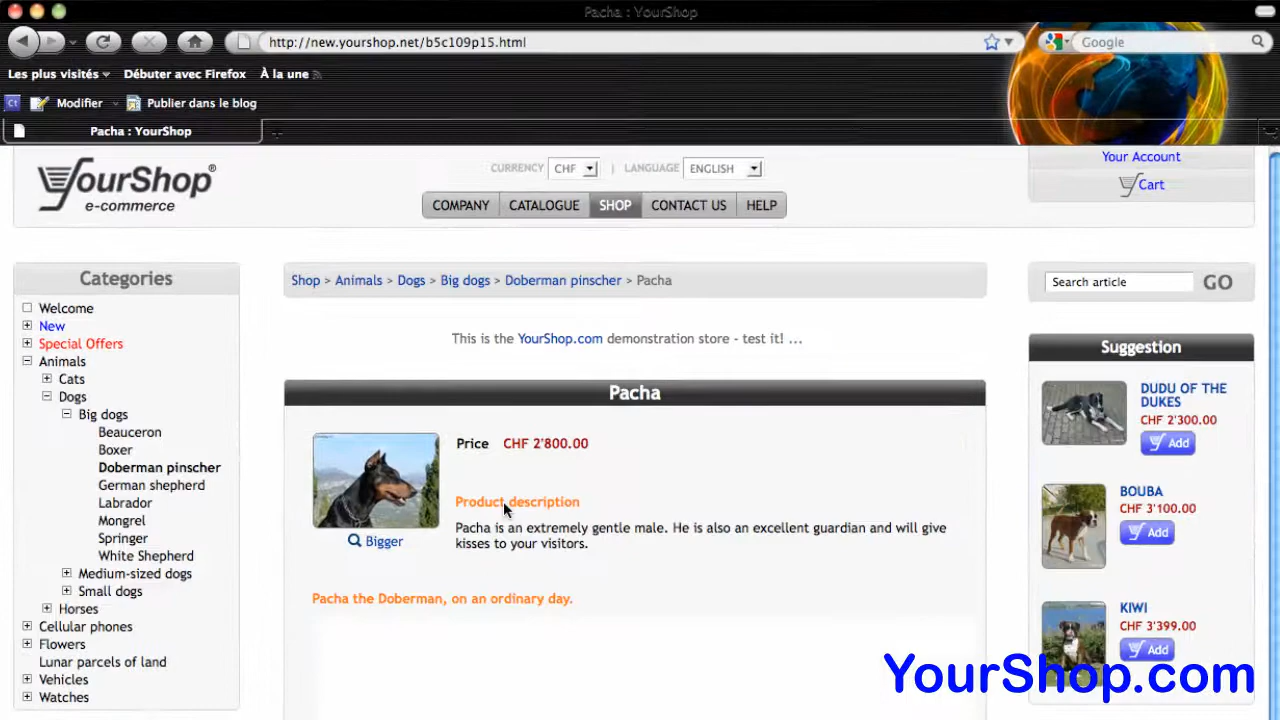 Pacha : YourShop
http://new.yourshop.net/b5c109p15.html
Google
Les plus visités Débuter avec Firefox À la une
Modifier Publier dans le blog
Pacha : YourShop
YourShop®
e-commerce
CURRENCY CHF | LANGUAGE ENGLISH
COMPANY CATALOGUE SHOP CONTACT US HELP
Your Account
Cart
Categories
Welcome
New
Special Offers
Animals
Cats
Dogs
Big dogs
Beauceron
Boxer
Doberman pinscher
German shepherd
Labrador
Mongrel
Springer
White Shepherd
Medium-sized dogs
Small dogs
Horses
Cellular phones
Flowers
Lunar parcels of land
Vehicles
Watches
Shop > Animals > Dogs > Big dogs > Doberman pinscher > Pacha
This is the YourShop.com demonstration store - test it! ...
Pacha
Price CHF 2'800.00
Bigger
Product description
Pacha is an extremely gentle male. He is also an excellent guardian and will give
kisses to your visitors.
Pacha the Doberman, on an ordinary day.
Search article GO
Suggestion
DUDU OF THE
DUKES
CHF 2'300.00
Add
BOUBA
CHF 3'100.00
Add
KIWI
CHF 3'399.00
Add
YourShop.com